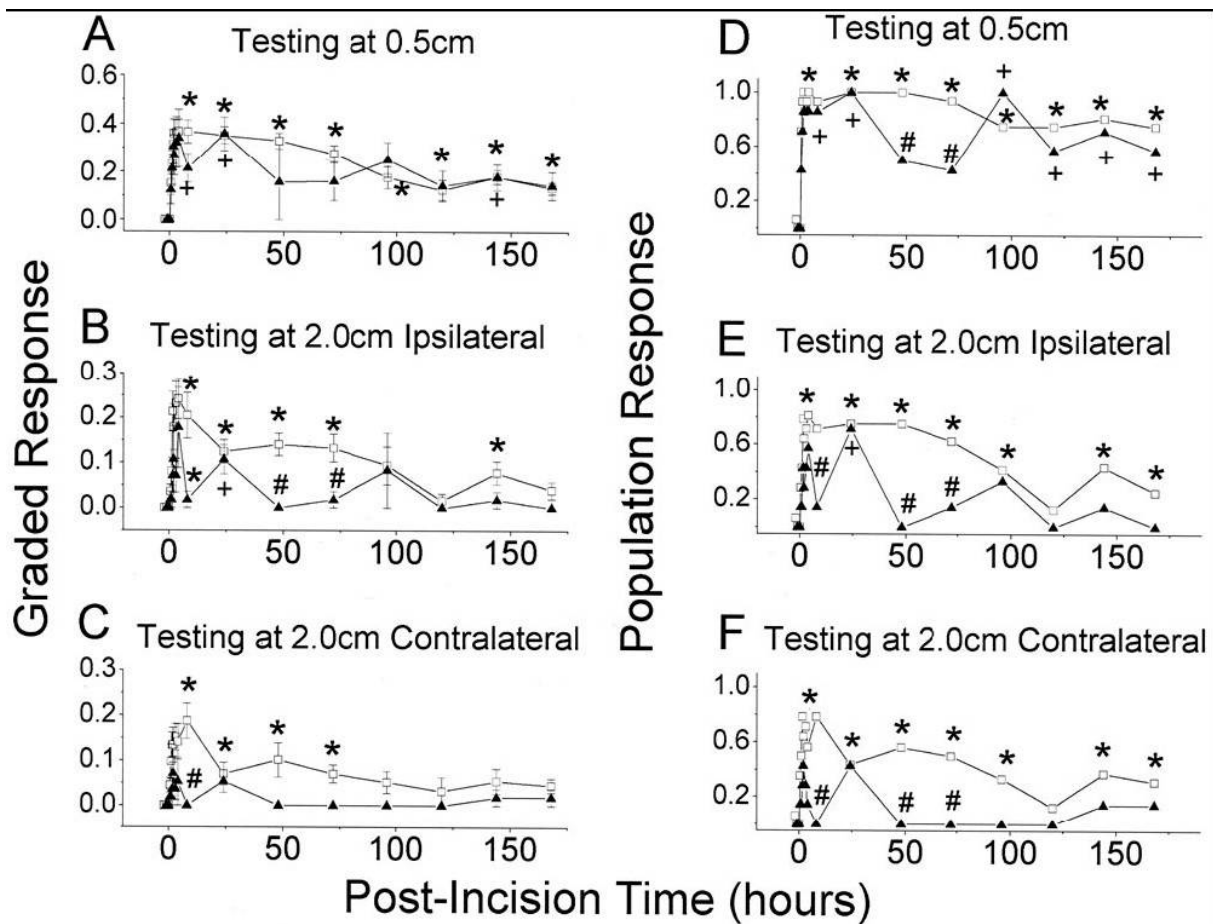 A
Testing at 0.5cm
0.6
0.4
0.2
0.0
* * * * * * * *
+ + +
0 50 100 150
B
Testing at 2.0cm Ipsilateral
0.3
0.2
0.1
0.0
* * * * *
* + # #
0 50 100 150
C
Testing at 2.0cm Contralateral
0.3
0.2
0.1
0.0
* * * *
#
0 50 100 150
Graded Response
D
Testing at 0.5cm
1.0
0.6
0.2
* * * * + * * * *
+ + # # + + +
0 50 100 150
E
Testing at 2.0cm Ipsilateral
1.0
0.6
0.2
* * * * * * *
# + # #
0 50 100 150
F
Testing at 2.0cm Contralateral
1.0
0.6
0.2
* * * * * * *
# # #
0 50 100 150
Population Response
Post-Incision Time (hours)